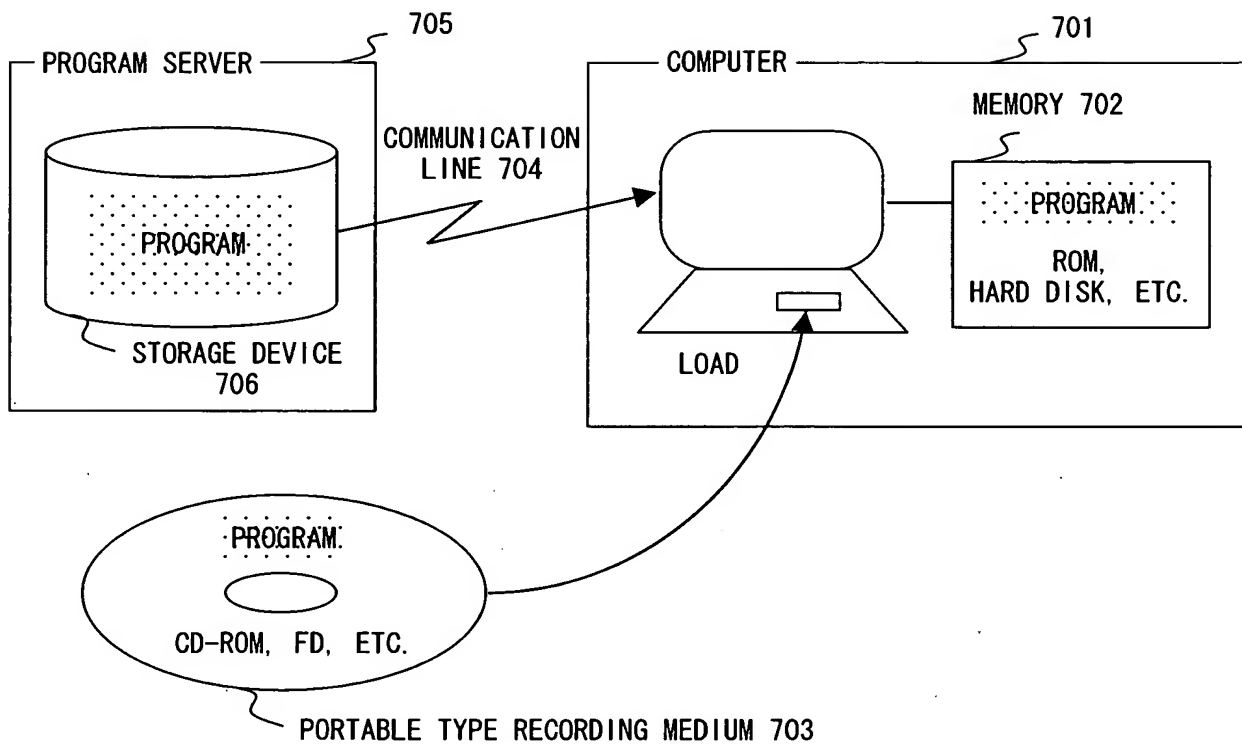 705
PROGRAM SERVER
701
COMPUTER
COMMUNICATION
LINE 704
MEMORY 702
PROGRAM
PROGRAM
ROM,
HARD DISK, ETC.
STORAGE DEVICE
706
LOAD
PROGRAM
CD-ROM, FD, ETC.
PORTABLE TYPE RECORDING MEDIUM 703